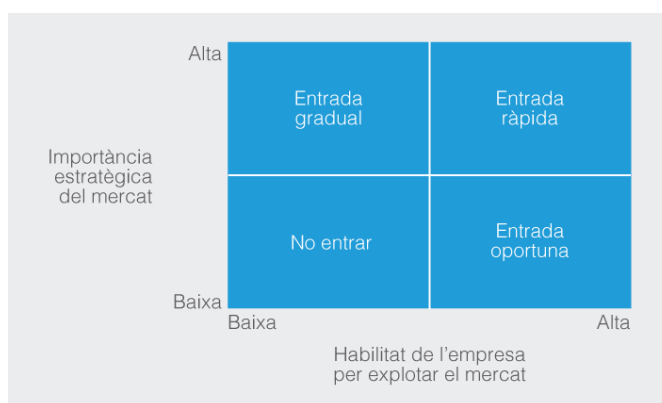 Alta
Entrada
gradual
Entrada
ràpida
Importància
estratègica
del mercat
No entrar
Entrada
oportuna
Baixa
Baixa
Alta
Habilitat de l’empresa
per explotar el mercat